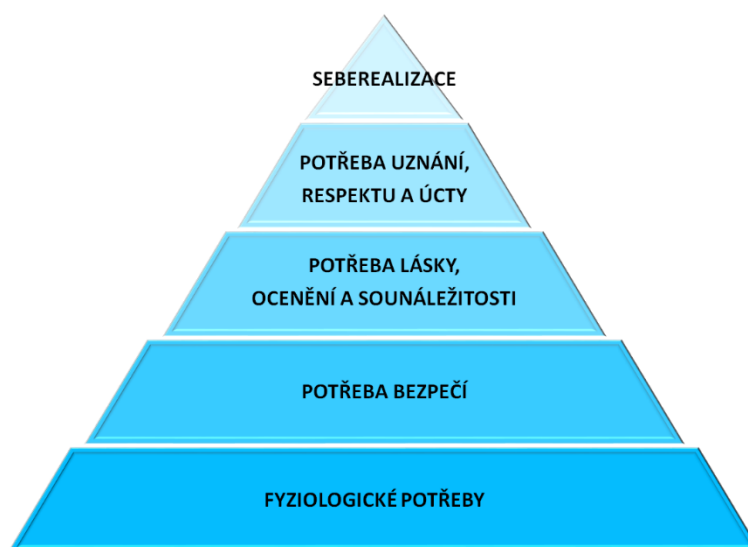 SEBEREALIZACE
POTŘEBA UZNÁNÍ,
RESPEKTU A ÚCTY
POTŘEBA LÁSKY,
OCENĚNÍ A SOUNÁLEŽITOSTI
POTŘEBA BEZPEČÍ
FYZIOLOGICKÉ POTŘEBY